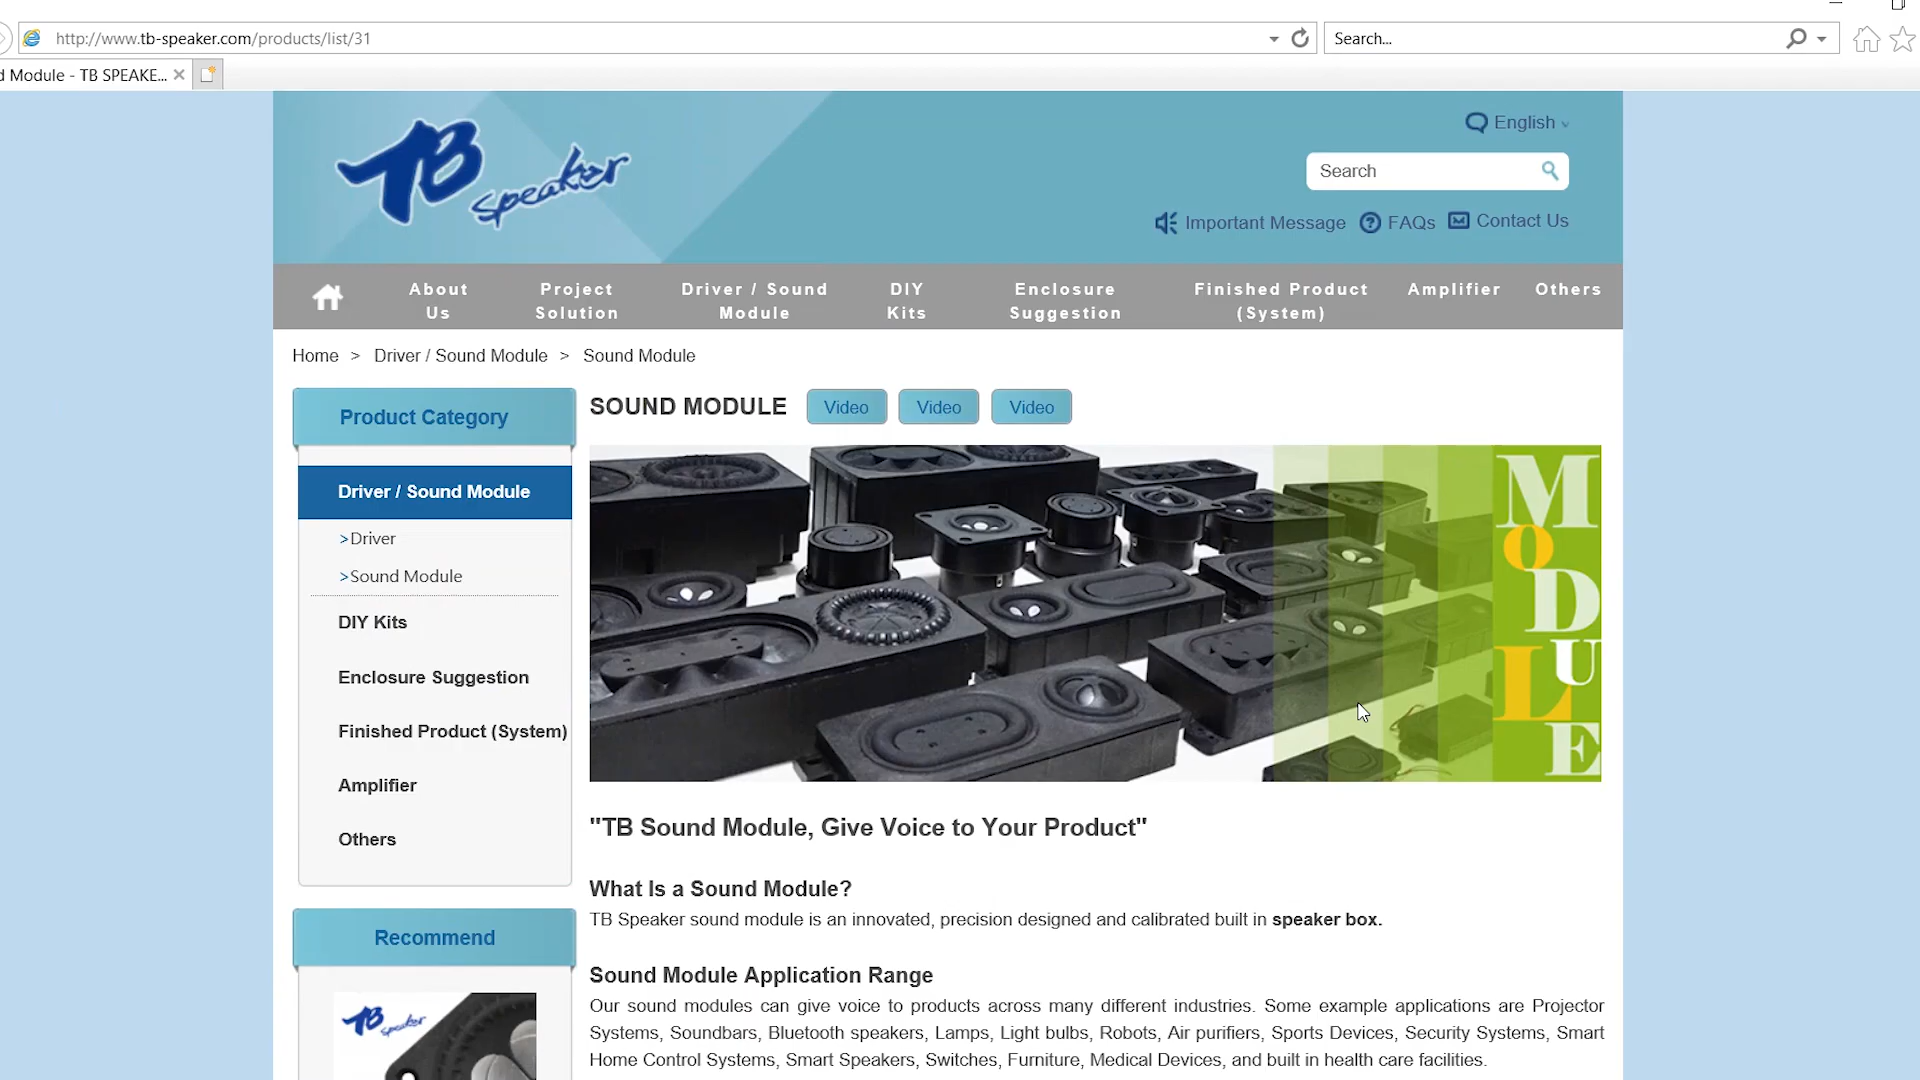 http://www.tb-speaker.com/products/list/31
Search...
d Module - TB SPEAKE...
TB Speaker
English
Search
Important Message
FAQs
Contact Us
About Us
Project Solution
Driver / Sound Module
DIY Kits
Enclosure Suggestion
Finished Product (System)
Amplifier
Others
Home > Driver / Sound Module > Sound Module
Product Category
Driver / Sound Module
>Driver
>Sound Module
DIY Kits
Enclosure Suggestion
Finished Product (System)
Amplifier
Others
Recommend
TB Speaker
SOUND MODULE
Video
Video
Video
MODULE
"TB Sound Module, Give Voice to Your Product"
What Is a Sound Module?
TB Speaker sound module is an innovated, precision designed and calibrated built in speaker box.
Sound Module Application Range
Our sound modules can give voice to products across many different industries. Some example applications are Projector
Systems, Soundbars, Bluetooth speakers, Lamps, Light bulbs, Robots, Air purifiers, Sports Devices, Security Systems, Smart
Home Control Systems, Smart Speakers, Switches, Furniture, Medical Devices, and built in health care facilities.